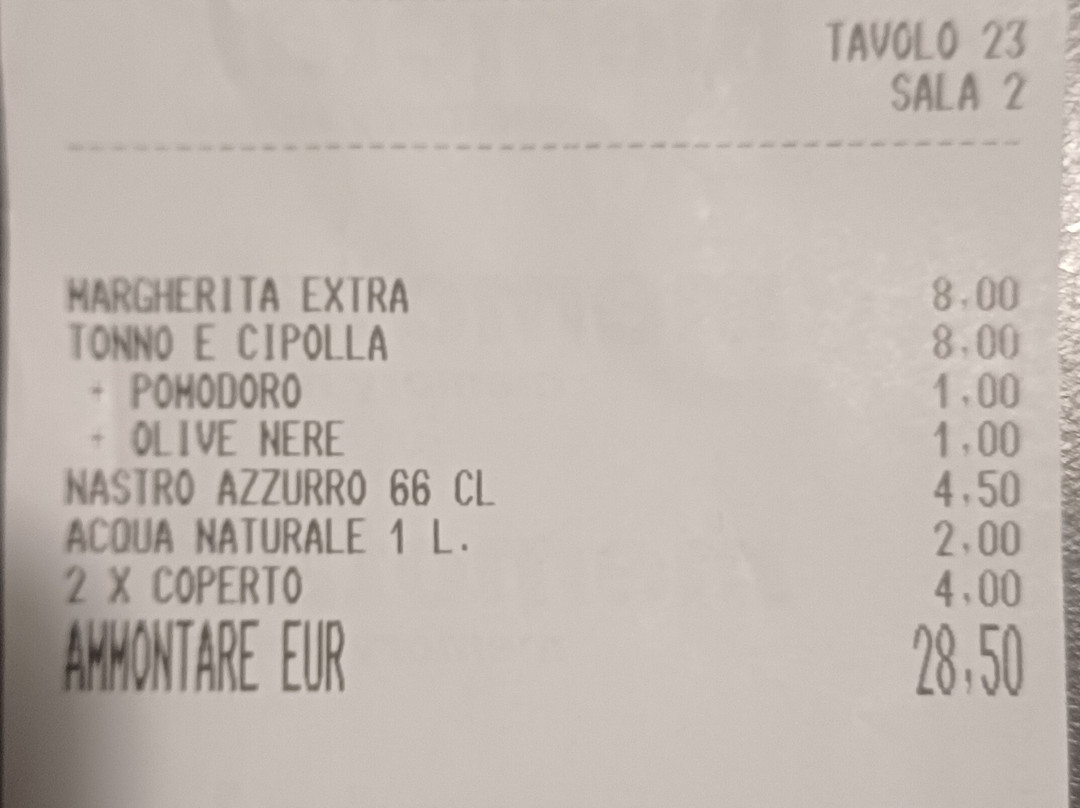 TAVOLO 23
SALA 2
MARGHERITA EXTRA 8,00
TONNO E CIPOLLA 8,00
+ POMODORO 1,00
+ OLIVE NERE 1,00
NASTRO AZZURRO 66 CL 4,50
ACQUA NATURALE 1 L. 2,00
2 X COPERTO 4,00
AMMONTARE EUR 28,50